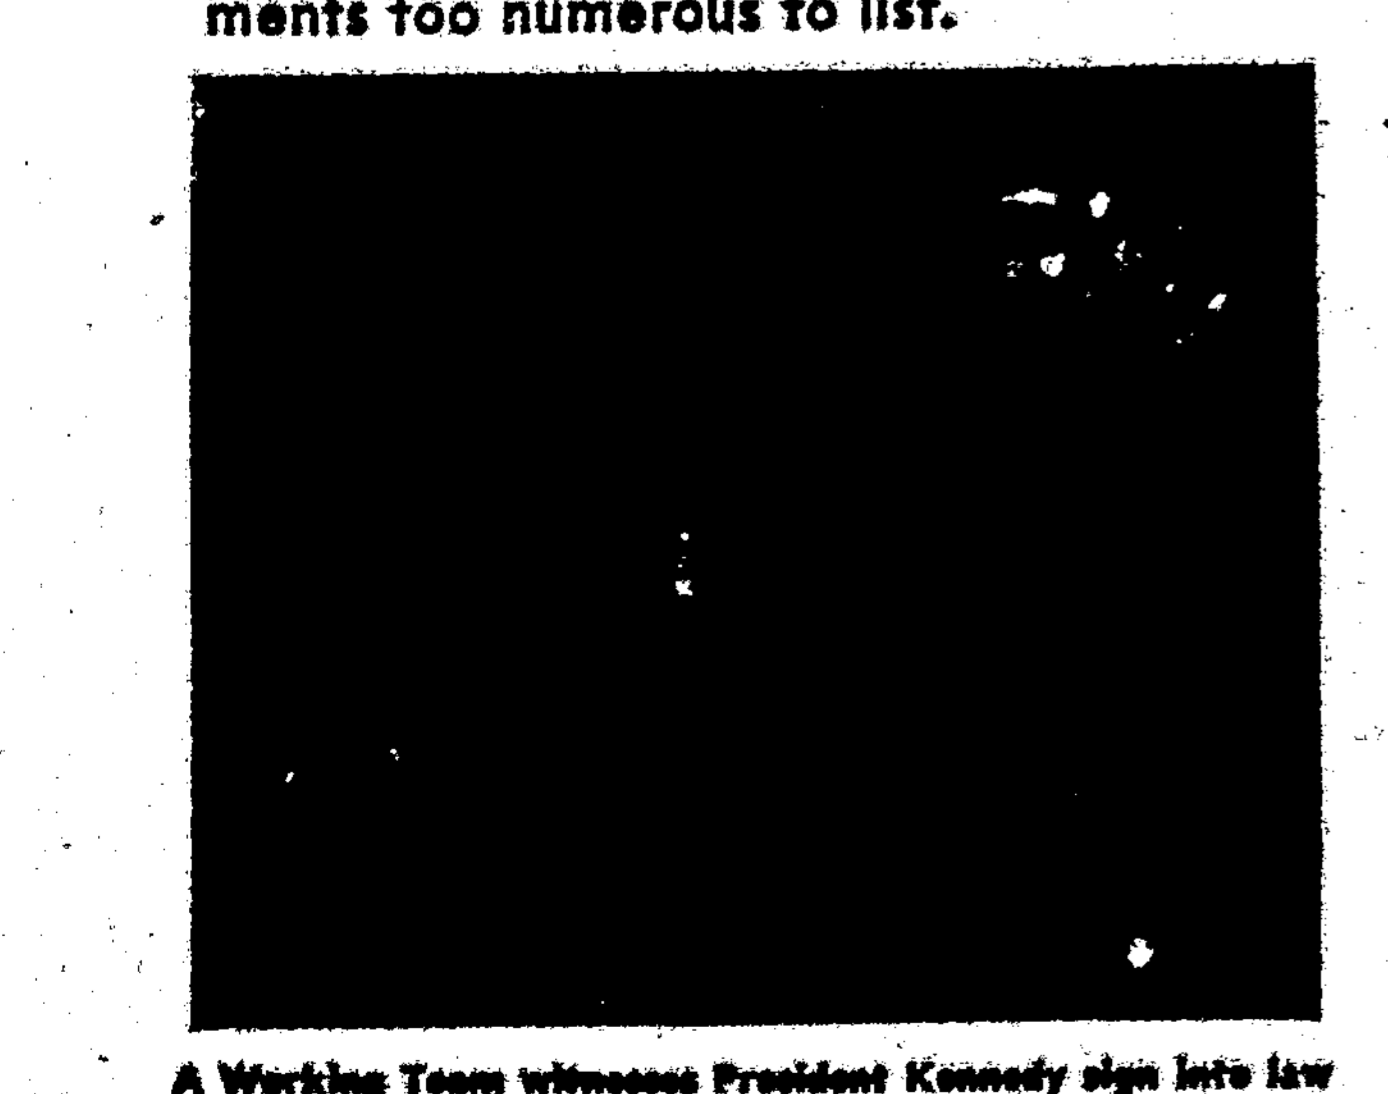 ments too numerous to list.
A Working Team witnesses President Kennedy sign into law